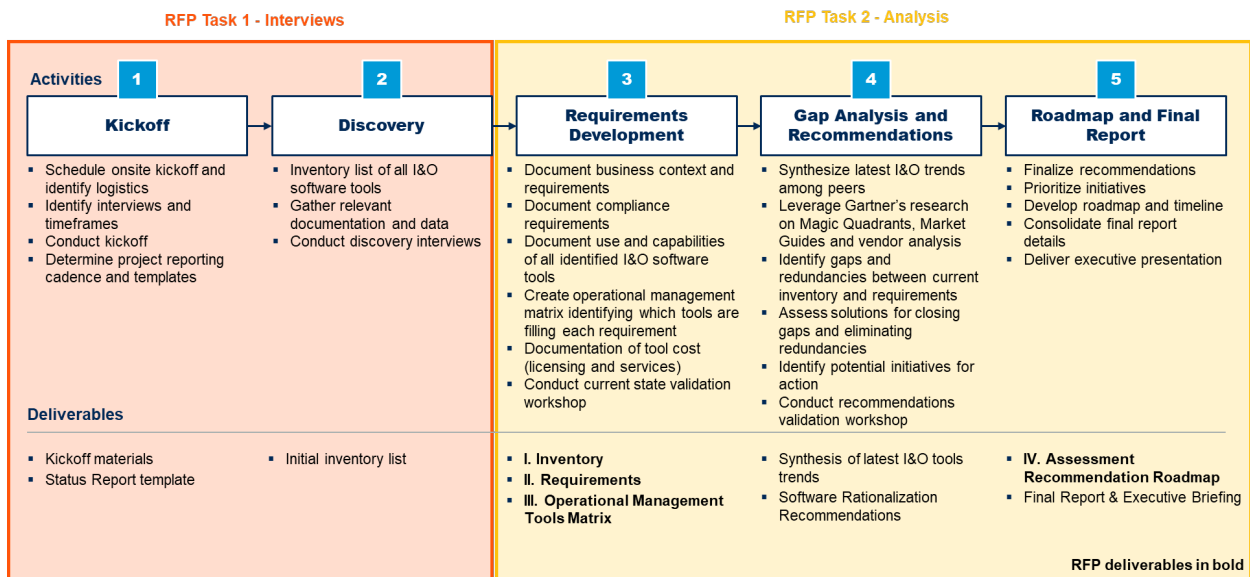 RFP Task 1 - Interviews
RFP Task 2 - Analysis
Activities
1
2
3
4
5
Kickoff
Discovery
Requirements
Development
Gap Analysis and
Recommendations
Roadmap and Final
Report
▪ Schedule onsite kickoff and
identify logistics
▪ Identify interviews and
timeframes
▪ Conduct kickoff
▪ Determine project reporting
cadence and templates
▪ Inventory list of all I&O
software tools
▪ Gather relevant
documentation and data
▪ Conduct discovery interviews
▪ Document business context and
requirements
▪ Document compliance
requirements
▪ Document use and capabilities
of all identified I&O software
tools
▪ Create operational management
matrix identifying which tools are
filling each requirement
▪ Documentation of tool cost
(licensing and services)
▪ Conduct current state validation
workshop
▪ Synthesize latest I&O trends
among peers
▪ Leverage Gartner's research
on Magic Quadrants, Market
Guides and vendor analysis
▪ Identify gaps and
redundancies between current
inventory and requirements
▪ Assess solutions for closing
gaps and eliminating
redundancies
▪ Identify potential initiatives for
action
▪ Conduct recommendations
validation workshop
▪ Finalize recommendations
▪ Prioritize initiatives
▪ Develop roadmap and timeline
▪ Consolidate final report
details
▪ Deliver executive presentation
Deliverables
▪ Kickoff materials
▪ Status Report template
▪ Initial inventory list
▪ I. Inventory
▪ II. Requirements
▪ III. Operational Management
Tools Matrix
▪ Synthesis of latest I&O tools
trends
▪ Software Rationalization
Recommendations
▪ IV. Assessment
Recommendation Roadmap
▪ Final Report & Executive Briefing
RFP deliverables in bold